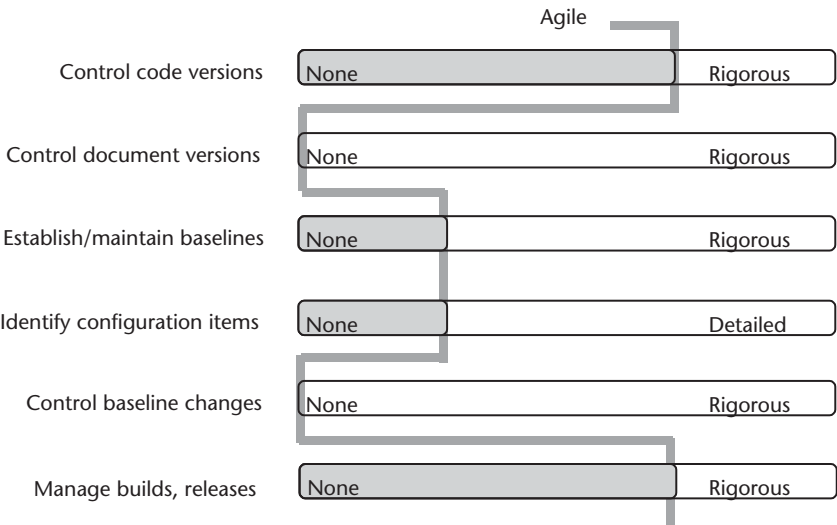 Agile
Control code versions None Rigorous
Control document versions None Rigorous
Establish/maintain baselines None Rigorous
Identify configuration items None Detailed
Control baseline changes None Rigorous
Manage builds, releases None Rigorous